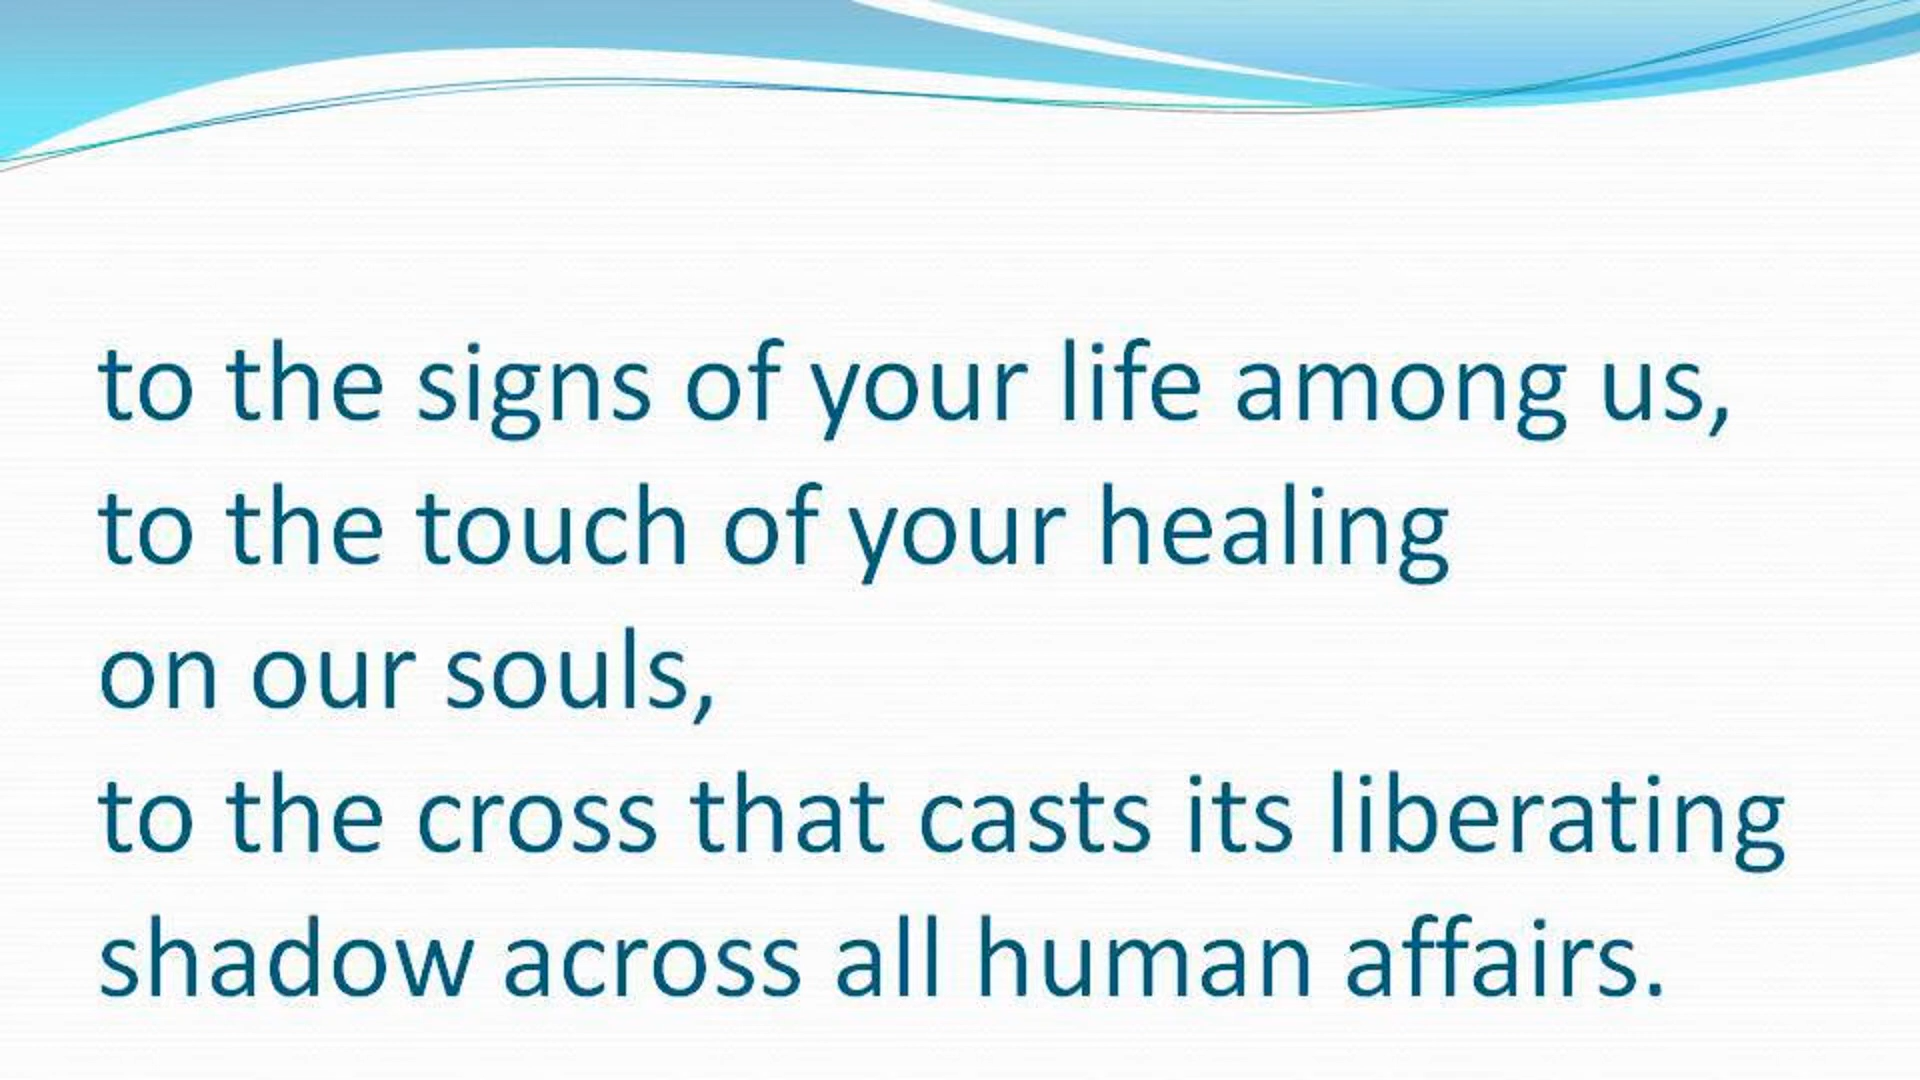 to the signs of your life among us,
to the touch of your healing
on our souls,
to the cross that casts its liberating
shadow across all human affairs.